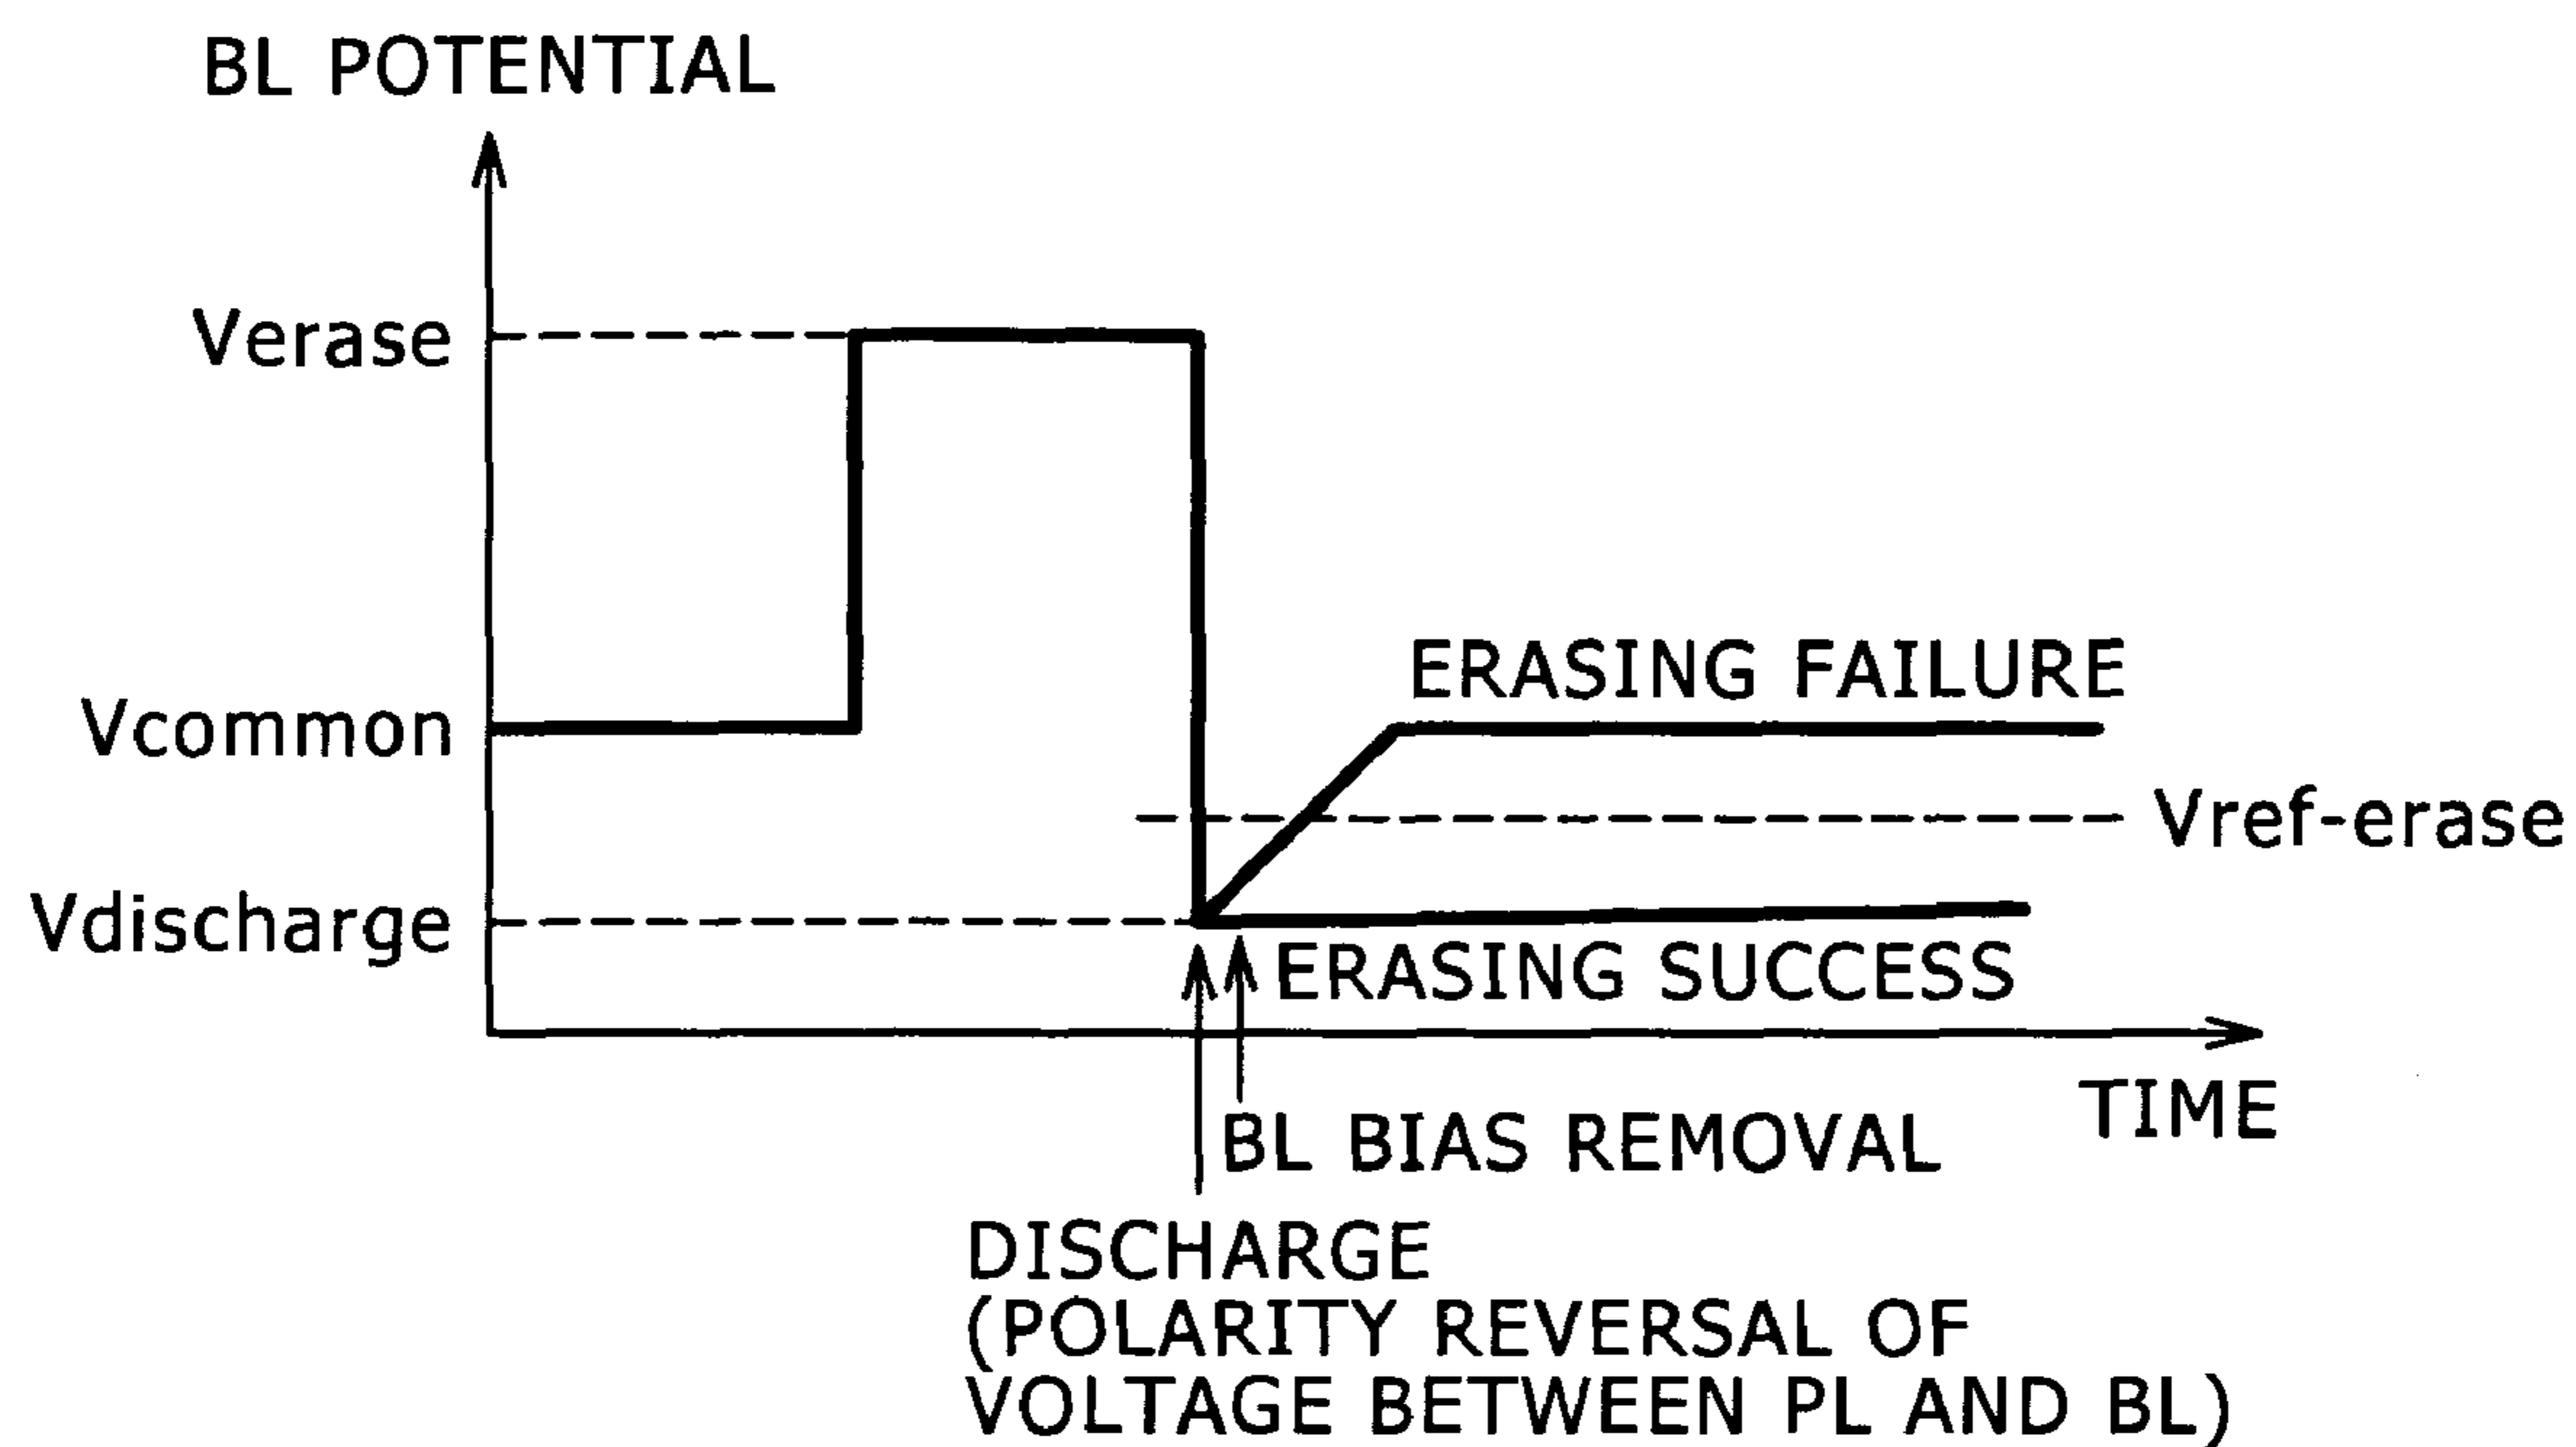 BL POTENTIAL
Verase
ERASING FAILURE
Vcommon
Vref-erase
Vdischarge
ERASING SUCCESS
TIME
BL BIAS REMOVAL
DISCHARGE
(POLARITY REVERSAL OF
VOLTAGE BETWEEN PL AND BL)